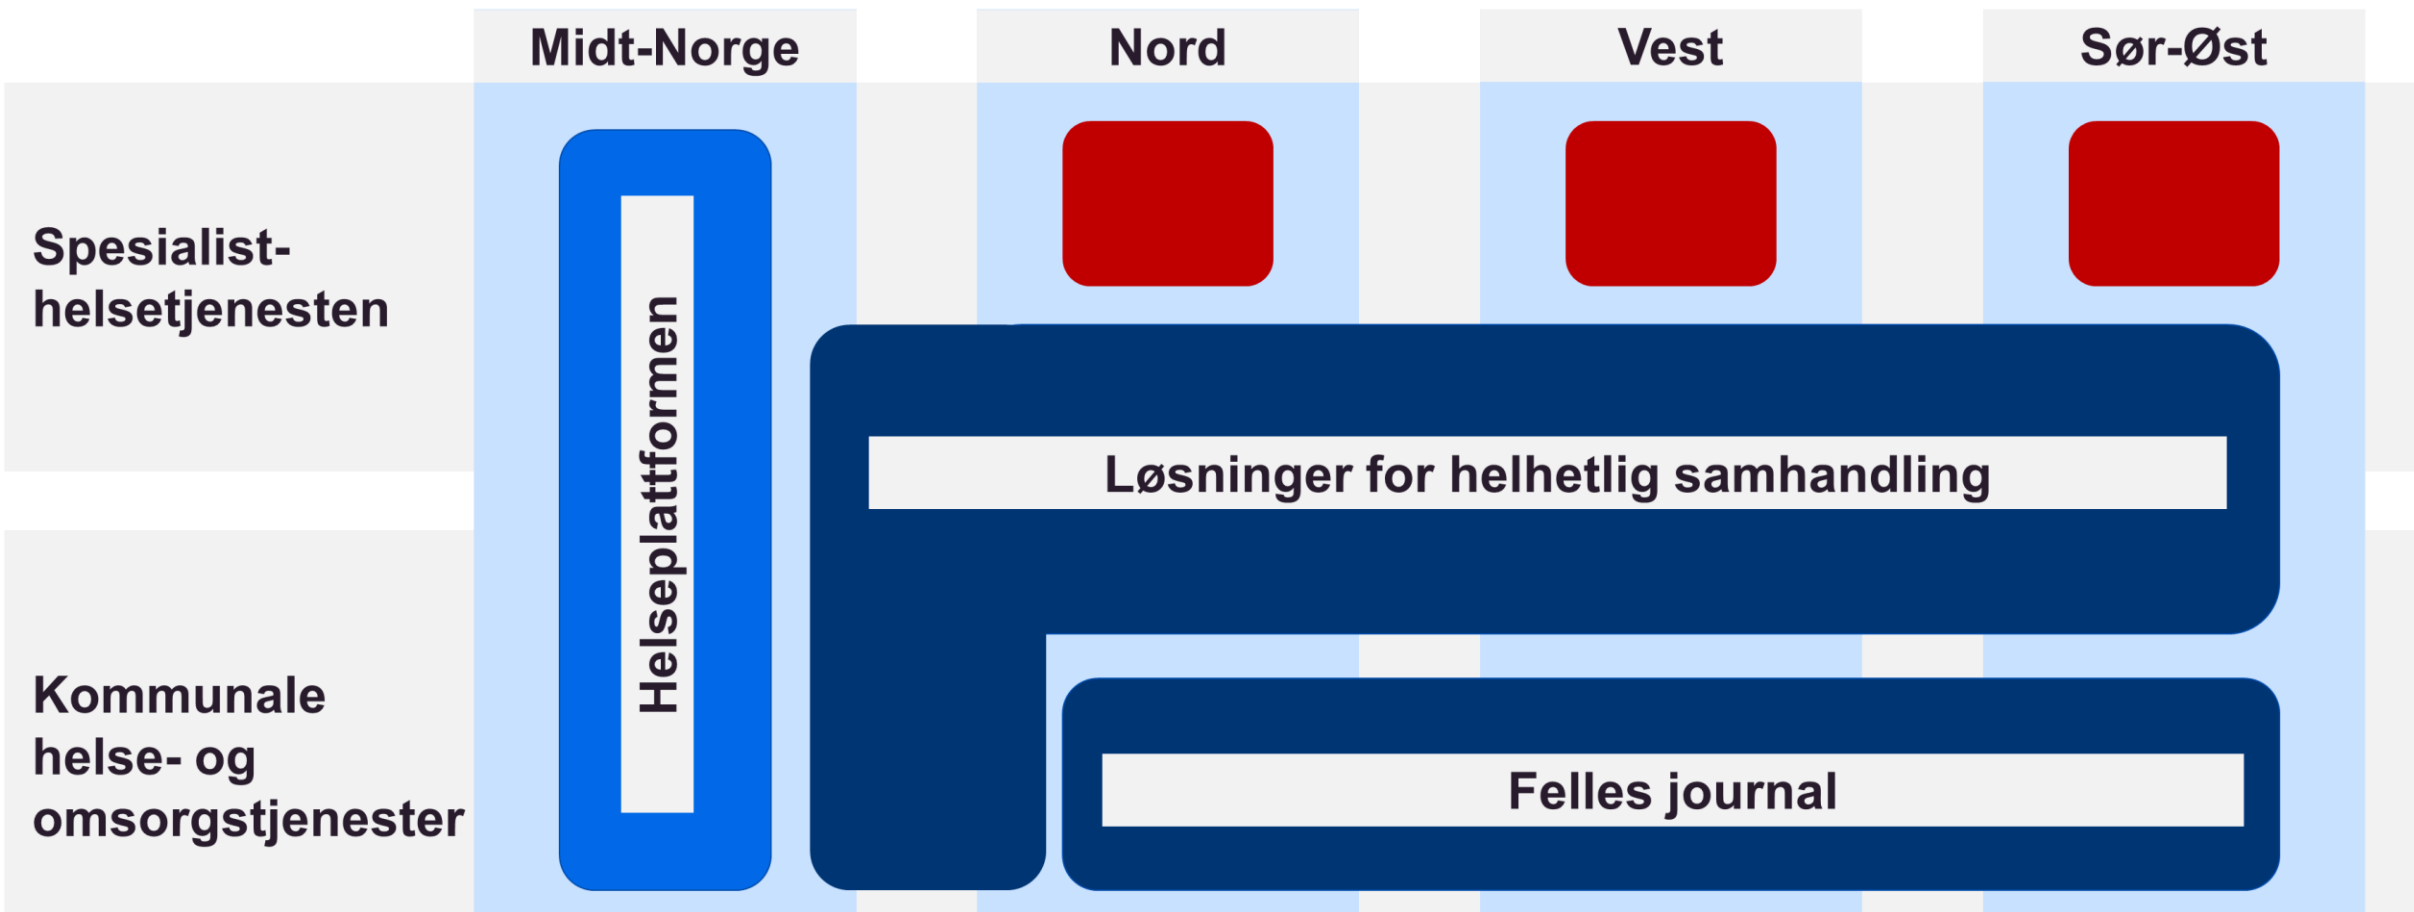 Midt-Norge
Nord
Vest
Sør-Øst
Spesialist-
helsetjenesten
Helseplattformen
Løsninger for helhetlig samhandling
Kommunale
helse- og
omsorgstjenester
Felles journal